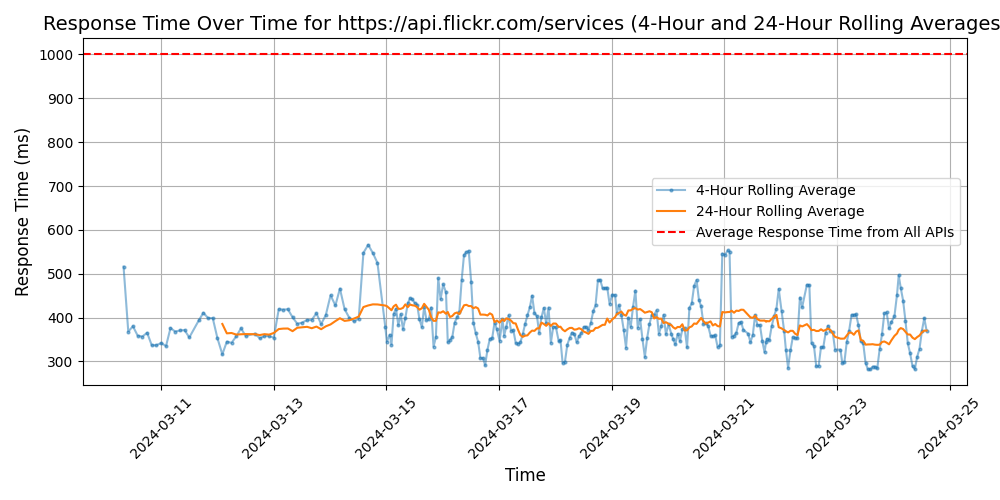 Response Time Over Time for https://api.flickr.com/services (4-Hour and 24-Hour Rolling Averages
Response Time (ms)
1000
900
800
700
600
500
400
300
4-Hour Rolling Average
24-Hour Rolling Average
Average Response Time from All APIs
2024-03-11
2024-03-13
2024-03-15
2024-03-17
2024-03-19
2024-03-21
2024-03-23
2024-03-25
Time